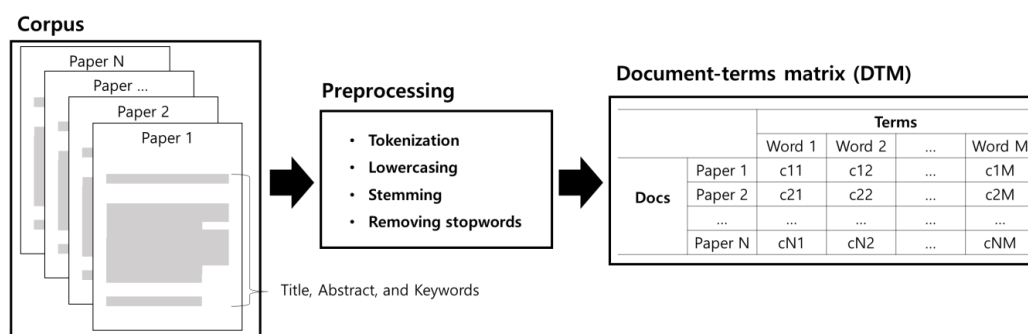 Corpus
Paper N
Paper ...
Paper 2
Paper 1
Title, Abstract, and Keywords
Preprocessing
• Tokenization
• Lowercasing
• Stemming
• Removing stopwords
Document-terms matrix (DTM)
Terms
Word 1 Word 2 ... Word M
Docs
Paper 1 c11 c12 ... c1M
Paper 2 c21 c22 ... c2M
... ... ... ... ...
Paper N cN1 cN2 ... cNM